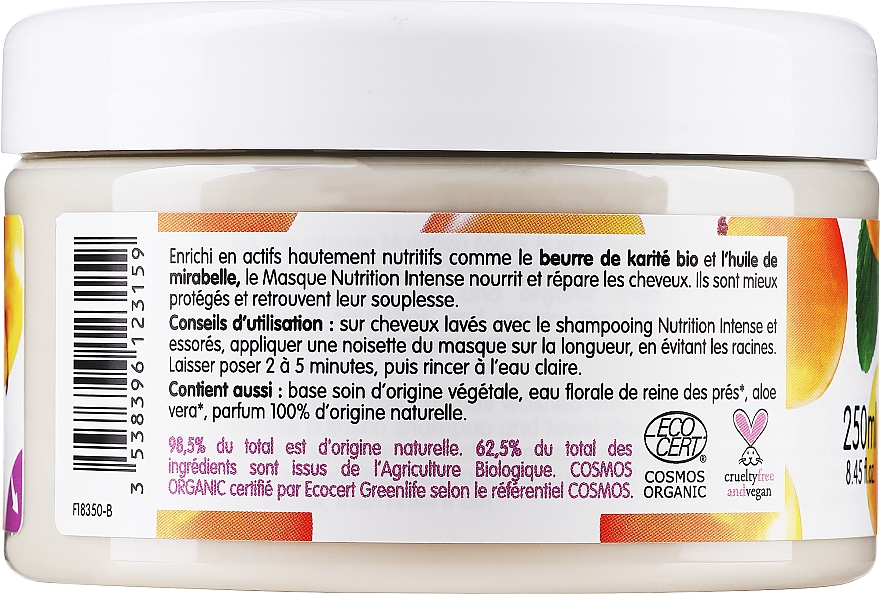 Enrichi en actifs hautement nutritifs comme le beurre de karité bio et l'huile de
mirabelle, le Masque Nutrition Intense nourrit et répare les cheveux. Ils sont mieux
protégés et retrouvent leur souplesse.
Conseils d'utilisation : sur cheveux lavés avec le shampooing Nutrition Intense et
essorés, appliquer une noisette du masque sur la longueur, en évitant les racines.
Laisser poser 2 à 5 minutes, puis rincer à l'eau claire.
Contient aussi : base soin d'origine végétale, eau florale de reine des prés*, aloe
vera*, parfum 100% d'origine naturelle.
98,5% du total est d'origine naturelle. 62,5% du total des
ingrédients sont issus de l'Agriculture Biologique. COSMOS
ORGANIC certifié par Ecocert Greenlife selon le référentiel COSMOS.
ECO
CERT
COSMOS
ORGANIC
crueltyfree
andvegan
250m
8.45 fl.oz
3 538396 123159
F18350-B